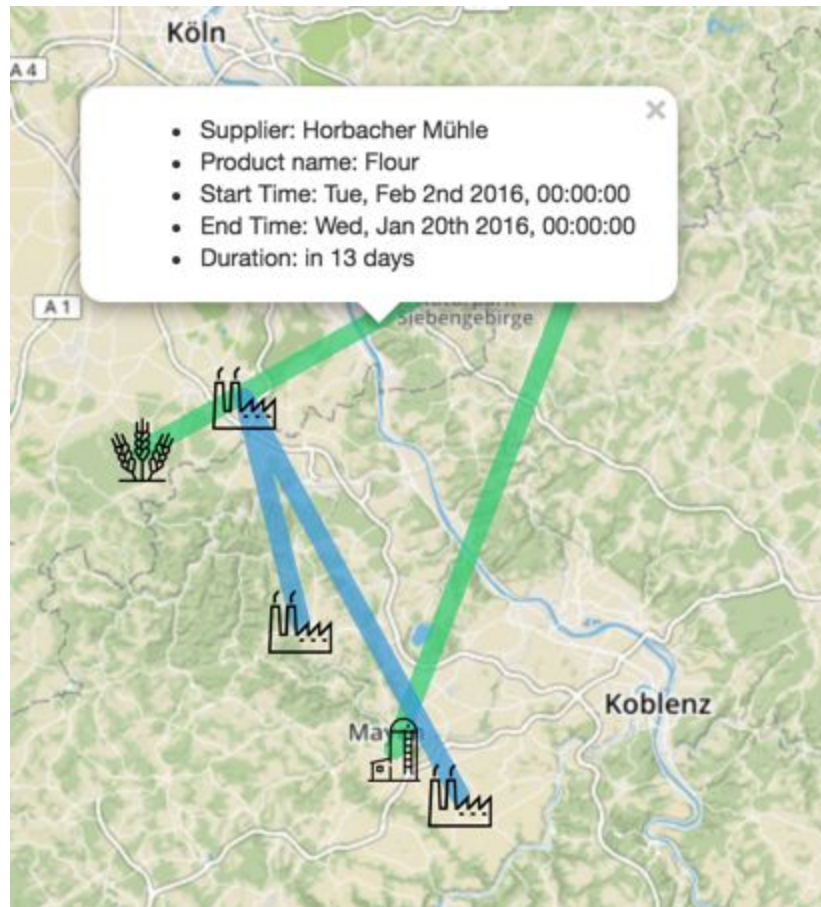 Köln
A 4
×
• Supplier: Horbacher Mühle
• Product name: Flour
• Start Time: Tue, Feb 2nd 2016, 00:00:00
• End Time: Wed, Jan 20th 2016, 00:00:00
• Duration: in 13 days
A 1
Siebengebirge
Koblenz